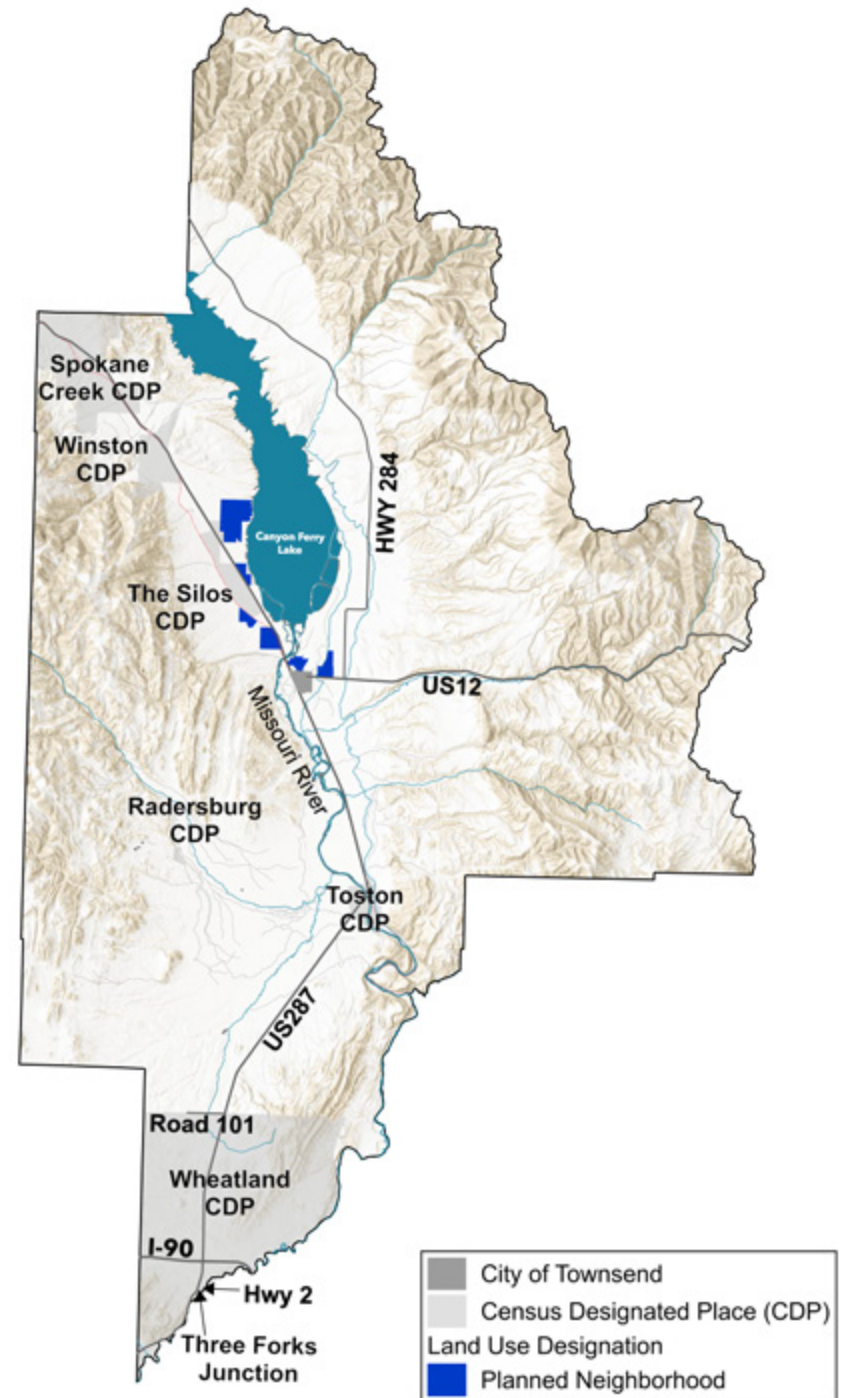 Spokane
Creek CDP
Winston
CDP
HWY 284
Canyon Ferry
Lake
The Silos
CDP
US12
Missouri River
Radersburg
CDP
Toston
CDP
US287
Road 101
Wheatland
CDP
I-90
Hwy 2
Three Forks
Junction
City of Townsend
Census Designated Place (CDP)
Land Use Designation
Planned Neighborhood